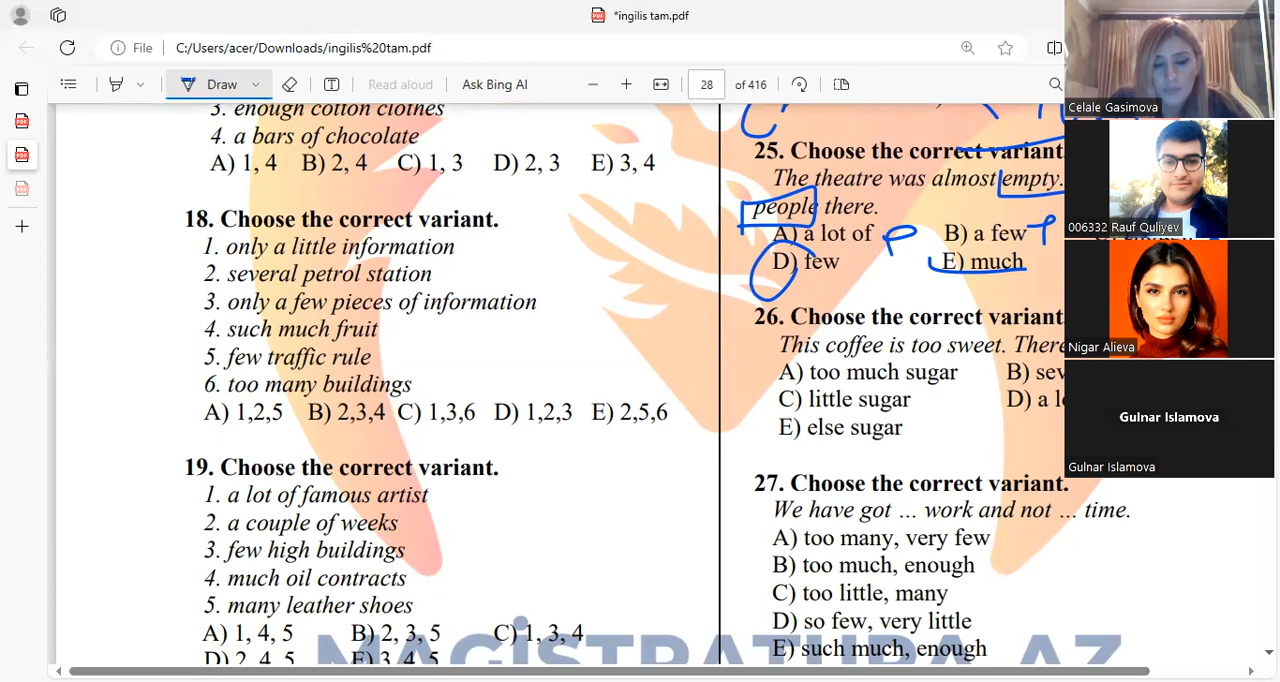 *ingilis tam.pdf
File
C:/Users/acer/Downloads/ingilis%20tam.pdf
Draw
Read aloud
Ask Bing AI
28
of 416
3. enough cotton clothes
4. a bars of chocolate
A) 1, 4 B) 2, 4 C) 1, 3 D) 2, 3 E) 3, 4
18. Choose the correct variant.
1. only a little information
2. several petrol station
3. only a few pieces of information
4. such much fruit
5. few traffic rule
6. too many buildings
A) 1,2,5 B) 2,3,4 C) 1,3,6 D) 1,2,3 E) 2,5,6
19. Choose the correct variant.
1. a lot of famous artist
2. a couple of weeks
3. few high buildings
4. much oil contracts
5. many leather shoes
A) 1, 4, 5 B) 2, 3, 5 C) 1, 3, 4
D) 2, 4, 5 E) 3, 4, 5
25. Choose the correct variant.
The theatre was almost empty.
people there.
A) a lot of B) a few
D) few E) much
26. Choose the correct variant.
This coffee is too sweet. There
A) too much sugar B) sev
C) little sugar D) a l
E) else sugar
27. Choose the correct variant.
We have got ... work and not ... time.
A) too many, very few
B) too much, enough
C) too little, many
D) so few, very little
E) such much, enough
MAGİSTRATURA.AZ
Celale Gasimova
006332 Rauf Quliyev
Nigar Alieva
Gulnar Islamova
Gulnar Islamova